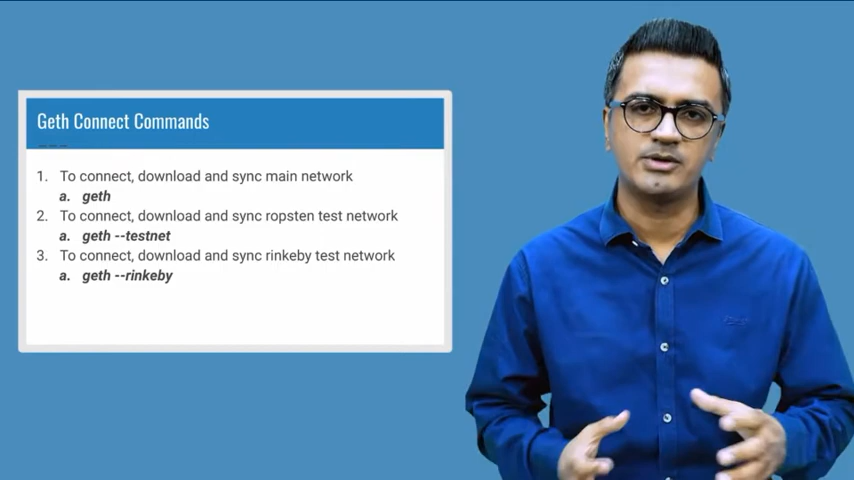 Geth Connect Commands
1. To connect, download and sync main network
a. geth
2. To connect, download and sync ropsten test network
a. geth --testnet
3. To connect, download and sync rinkeby test network
a. geth --rinkeby